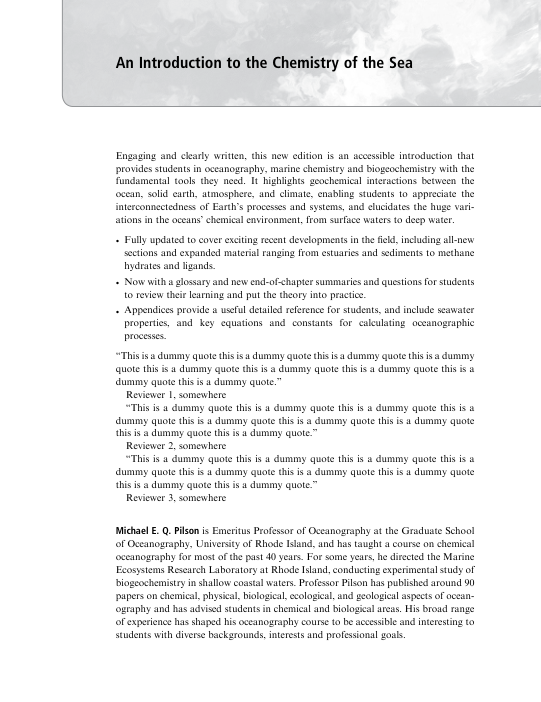 An Introduction to the Chemistry of the Sea
Engaging and clearly written, this new edition is an accessible introduction that
provides students in oceanography, marine chemistry and biogeochemistry with the
fundamental tools they need. It highlights geochemical interactions between the
ocean, solid earth, atmosphere, and climate, enabling students to appreciate the
interconnectedness of Earth's processes and systems, and elucidates the huge vari-
ations in the oceans' chemical environment, from surface waters to deep water.
• Fully updated to cover exciting recent developments in the field, including all-new
sections and expanded material ranging from estuaries and sediments to methane
hydrates and ligands.
• Now with a glossary and new end-of-chapter summaries and questions for students
to review their learning and put the theory into practice.
• Appendices provide a useful detailed reference for students, and include seawater
properties, and key equations and constants for calculating oceanographic
processes.
“This is a dummy quote this is a dummy quote this is a dummy quote this is a dummy
quote this is a dummy quote this is a dummy quote this is a dummy quote this is a
dummy quote this is a dummy quote.”
Reviewer 1, somewhere
“This is a dummy quote this is a dummy quote this is a dummy quote this is a
dummy quote this is a dummy quote this is a dummy quote this is a dummy quote
this is a dummy quote this is a dummy quote.”
Reviewer 2, somewhere
“This is a dummy quote this is a dummy quote this is a dummy quote this is a
dummy quote this is a dummy quote this is a dummy quote this is a dummy quote
this is a dummy quote this is a dummy quote.”
Reviewer 3, somewhere
Michael E. Q. Pilson is Emeritus Professor of Oceanography at the Graduate School
of Oceanography, University of Rhode Island, and has taught a course on chemical
oceanography for most of the past 40 years. For some years, he directed the Marine
Ecosystems Research Laboratory at Rhode Island, conducting experimental study of
biogeochemistry in shallow coastal waters. Professor Pilson has published around 90
papers on chemical, physical, biological, ecological, and geological aspects of ocean-
ography and has advised students in chemical and biological areas. His broad range
of experience has shaped his oceanography course to be accessible and interesting to
students with diverse backgrounds, interests and professional goals.